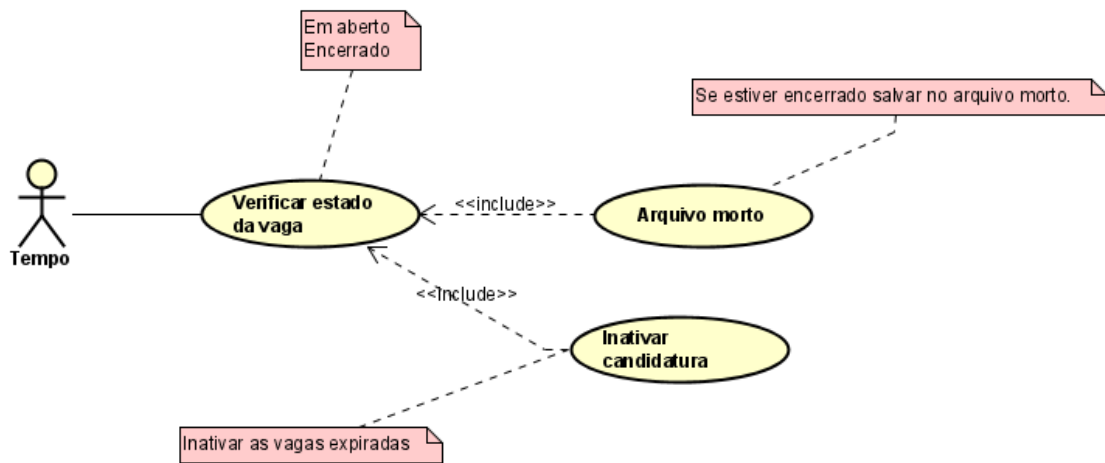 Em aberto
Encerrado
Se estiver encerrado salvar no arquivo morto.
Verificar estado
da vaga
<<include>>
Arquivo morto
Tempo
<<include>>
Inativar
candidatura
Inativar as vagas expiradas